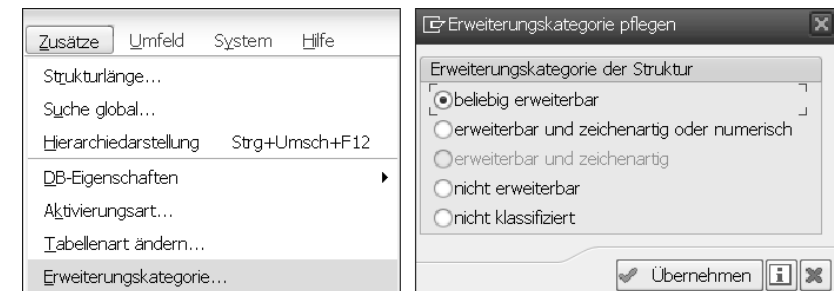 Zusätze Umfeld System Hilfe
Strukturlänge...
Suche global...
Hierarchiedarstellung Strg+Umsch+F12
DB-Eigenschaften
Aktivierungsart...
Tabellenart ändern...
Erweiterungskategorie...
Erweiterungskategorie pflegen
Erweiterungskategorie der Struktur
beliebig erweiterbar
erweiterbar und zeichenartig oder numerisch
erweiterbar und zeichenartig
nicht erweiterbar
nicht klassifiziert
Übernehmen